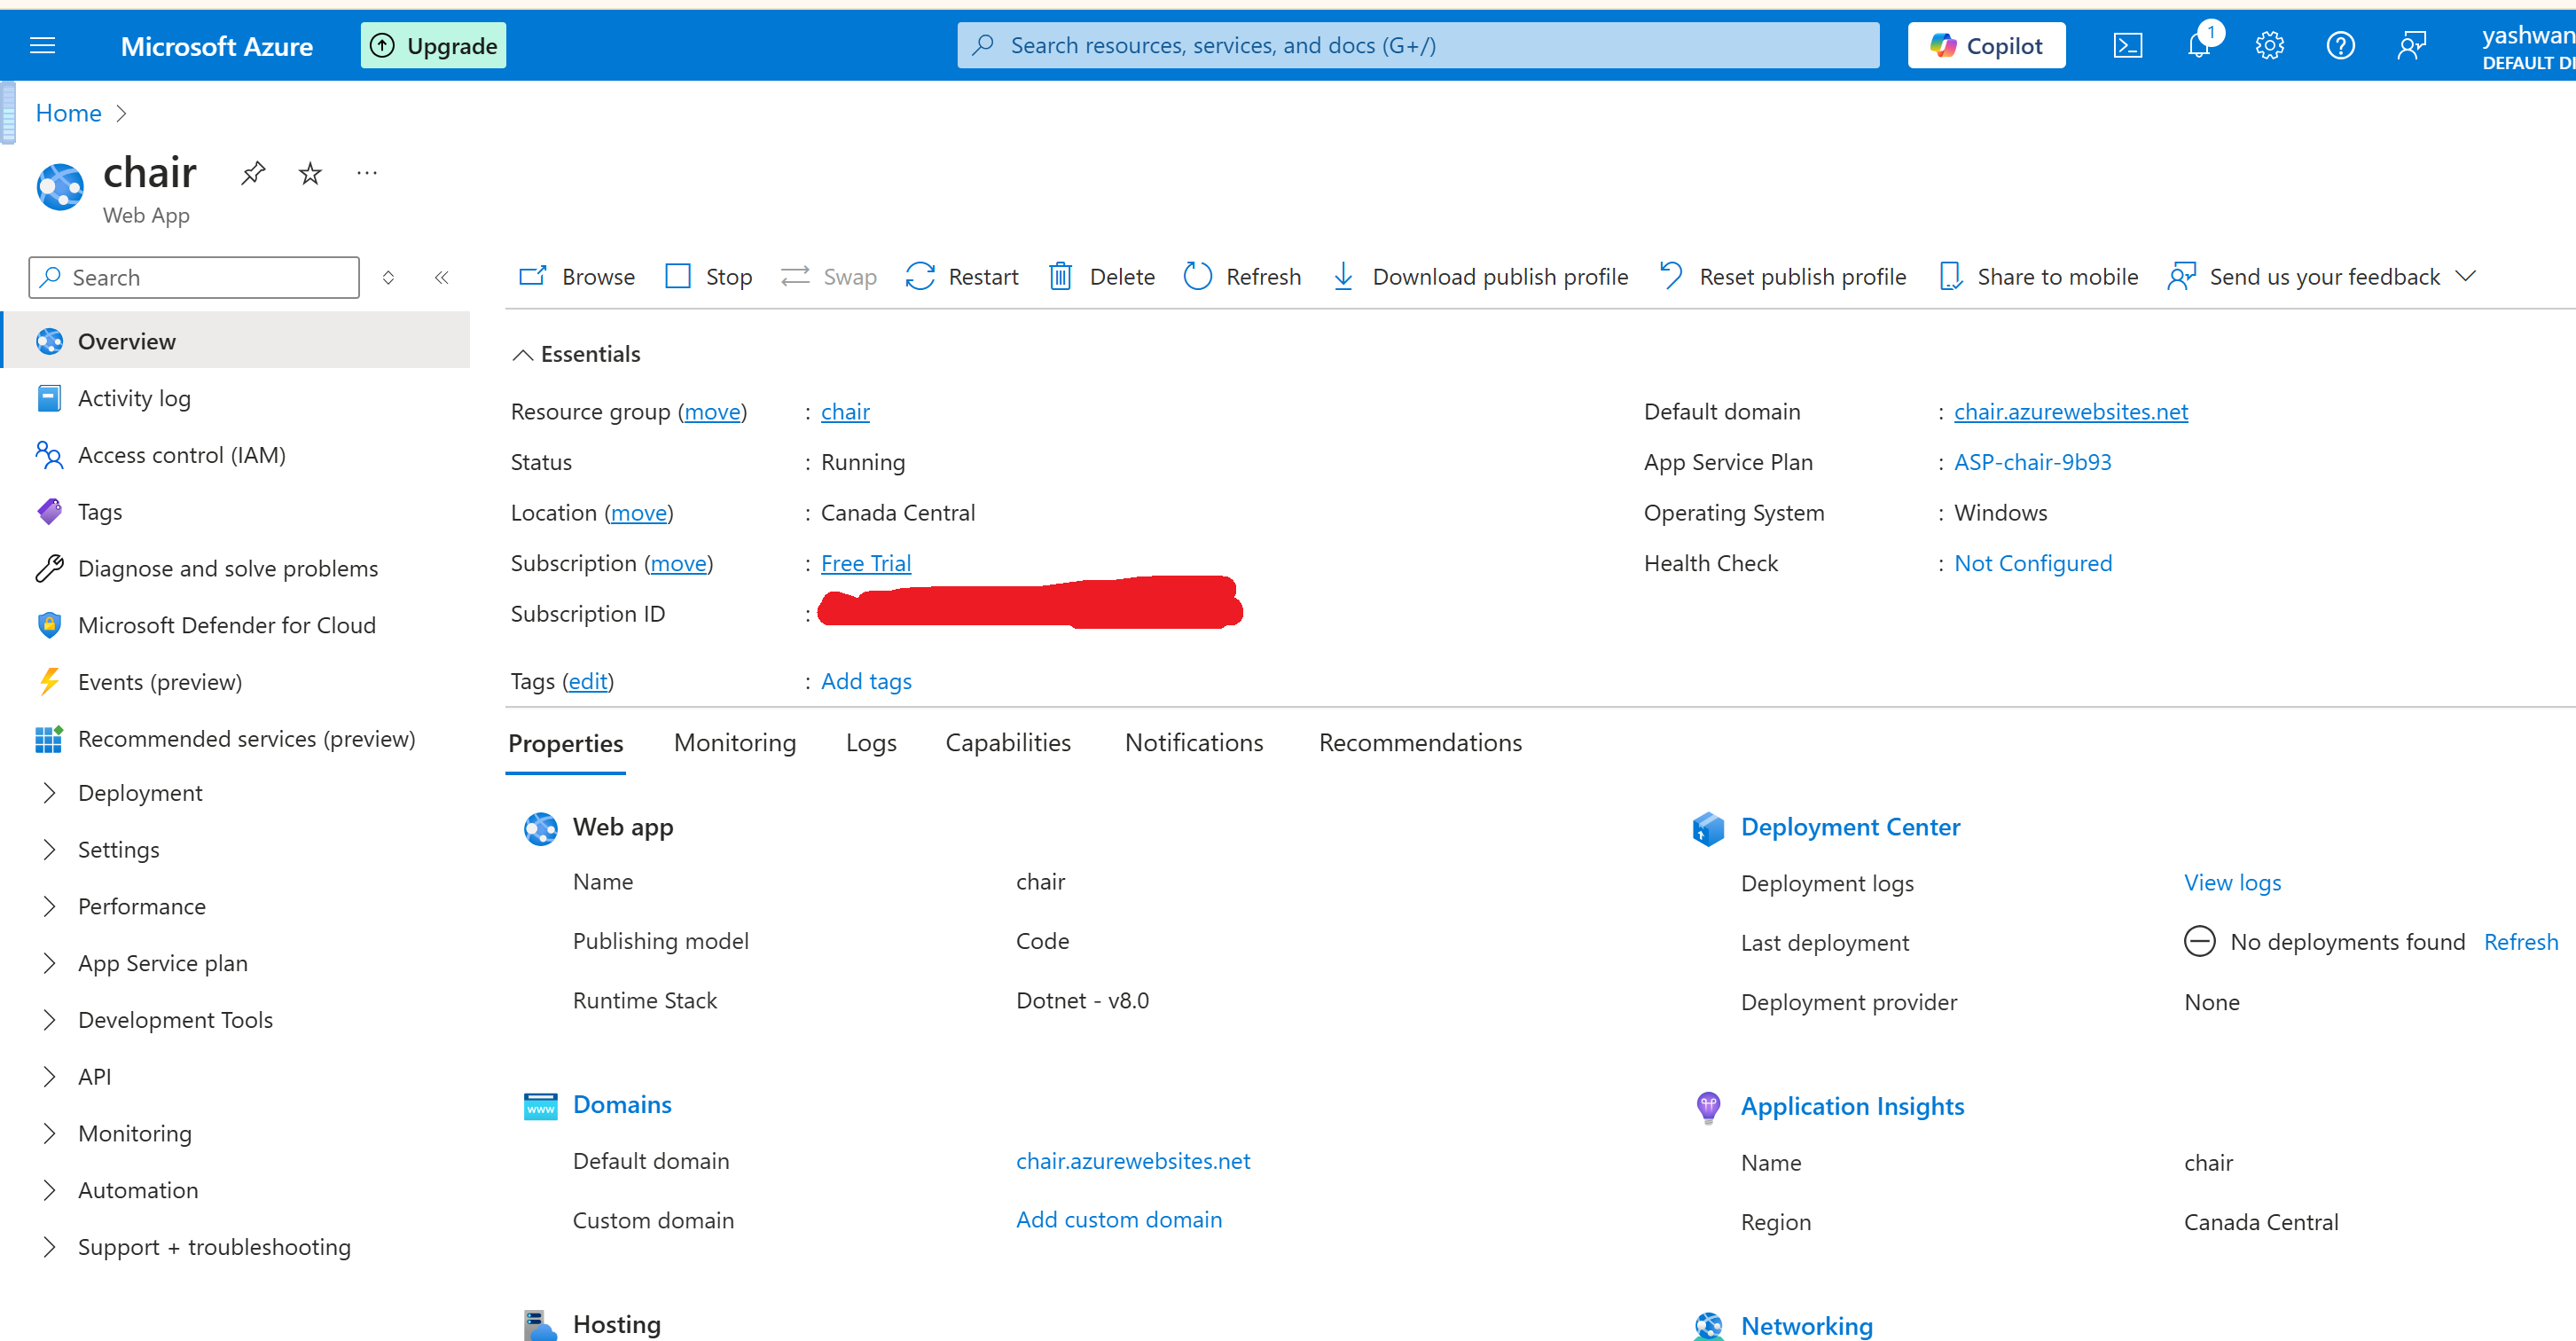 Microsoft Azure
Upgrade
Search resources, services, and docs (G+/)
Copilot
1
yashwan
DEFAULT DI
Home
chair
Web App
Search
Browse
Stop
Swap
Restart
Delete
Refresh
Download publish profile
Reset publish profile
Share to mobile
Send us your feedback
Overview
Activity log
Access control (IAM)
Tags
Diagnose and solve problems
Microsoft Defender for Cloud
Events (preview)
Recommended services (preview)
Deployment
Settings
Performance
App Service plan
Development Tools
API
Monitoring
Automation
Support + troubleshooting
Essentials
Resource group (move) : chair
Status : Running
Location (move) : Canada Central
Subscription (move) : Free Trial
Subscription ID :
Tags (edit) : Add tags
Default domain : chair.azurewebsites.net
App Service Plan : ASP-chair-9b93
Operating System : Windows
Health Check : Not Configured
Properties
Monitoring
Logs
Capabilities
Notifications
Recommendations
Web app
Name chair
Publishing model Code
Runtime Stack Dotnet - v8.0
www
Domains
Default domain chair.azurewebsites.net
Custom domain Add custom domain
Hosting
Deployment Center
Deployment logs View logs
Last deployment No deployments found Refresh
Deployment provider None
Application Insights
Name chair
Region Canada Central
Networking